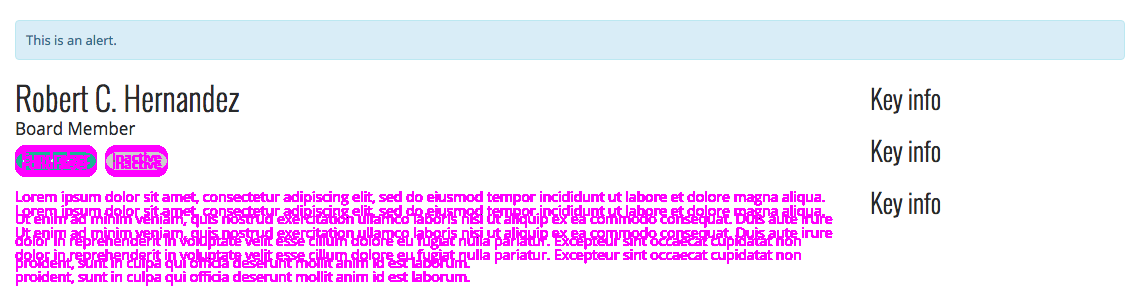 This is an alert.
Robert C. Hernandez
Board Member
Inactive
Lorem ipsum dolor sit amet, consectetur adipiscing elit, sed do eiusmod tempor incididunt ut labore et dolore magna aliqua.
Ut enim ad minim veniam, quis nostrud exercitation ullamco laboris nisi ut aliquip ex ea commodo consequat. Duis aute irure
dolor in reprehenderit in voluptate velit esse cillum dolore eu fugiat nulla pariatur. Excepteur sint occaecat cupidatat non
proident, sunt in culpa qui officia deserunt mollit anim id est laborum.
Key info
Key info
Key info